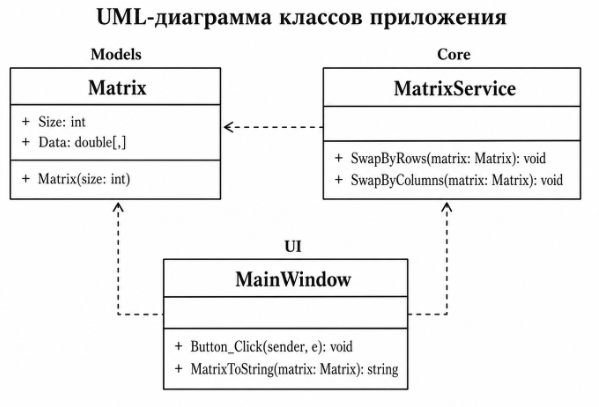 UML-диаграмма классов приложения
Models
Matrix
+ Size: int
+ Data: double[,]
+ Matrix(size: int)
Core
MatrixService
+ SwapByRows(matrix: Matrix): void
+ SwapByColumns(matrix: Matrix): void
UI
MainWindow
+ Button_Click(sender, e): void
+ MatrixToString(matrix: Matrix): string